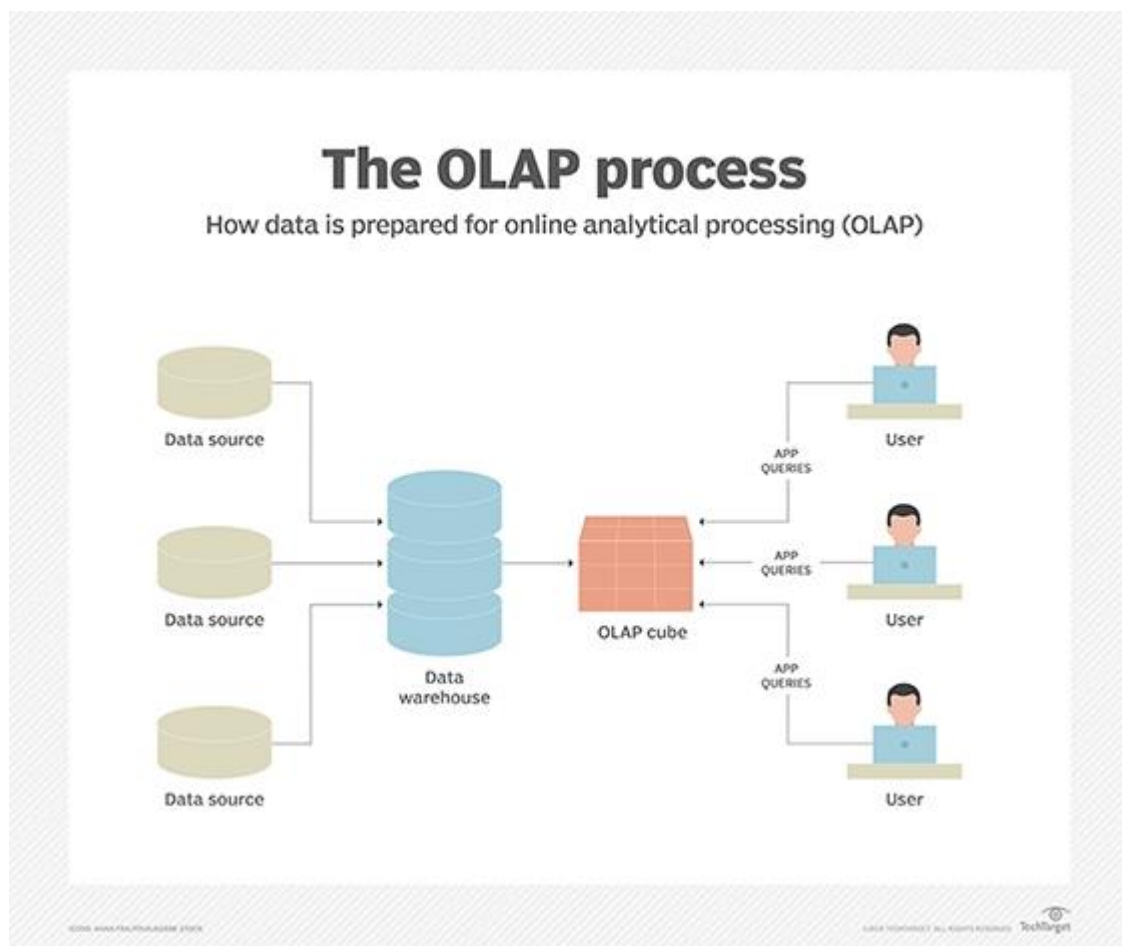 The OLAP process
How data is prepared for online analytical processing (OLAP)
Data source
Data source
Data source
Data
warehouse
OLAP cube
APP
QUERIES
APP
QUERIES
APP
QUERIES
User
User
User
TechTarget